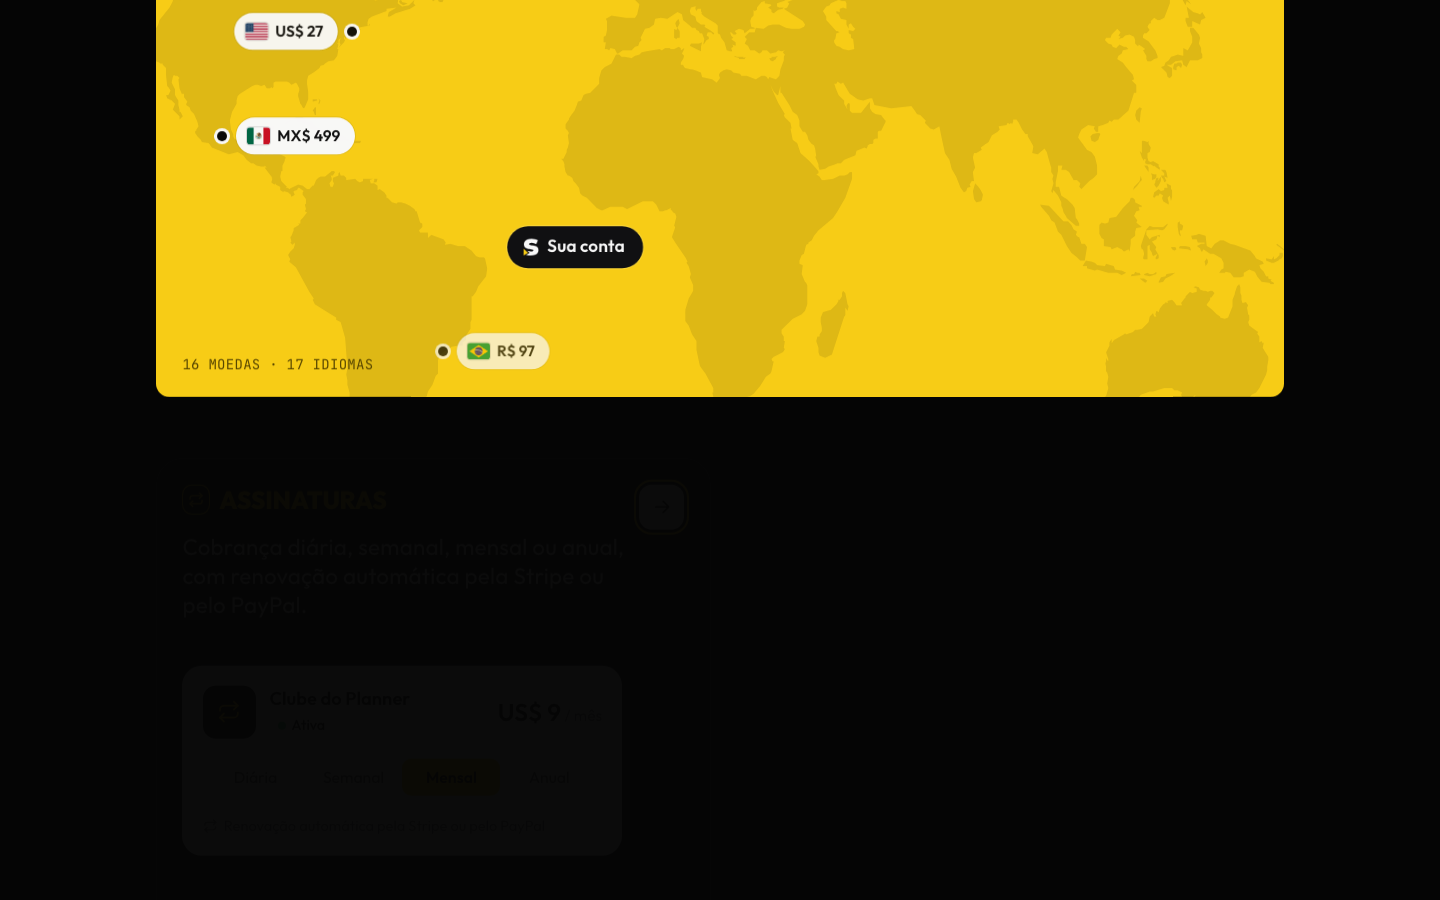 US$ 27
MX$ 499
Sua conta
R$ 97
16 MOEDAS · 17 IDIOMAS
ASSINATURAS
Cobrança diária, semanal, mensal ou anual,
com renovação automática pela Stripe ou
pelo PayPal.
Clube do Planner
US$ 9
Ativo
Diária Semanal Mensal Anual